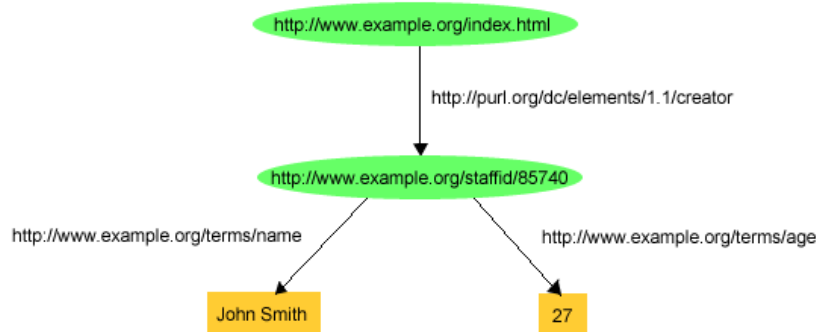 http://www.example.org/index.html
http://purl.org/dc/elements/1.1/creator
http://www.example.org/staffid/85740
http://www.example.org/terms/name
http://www.example.org/terms/age
John Smith
27